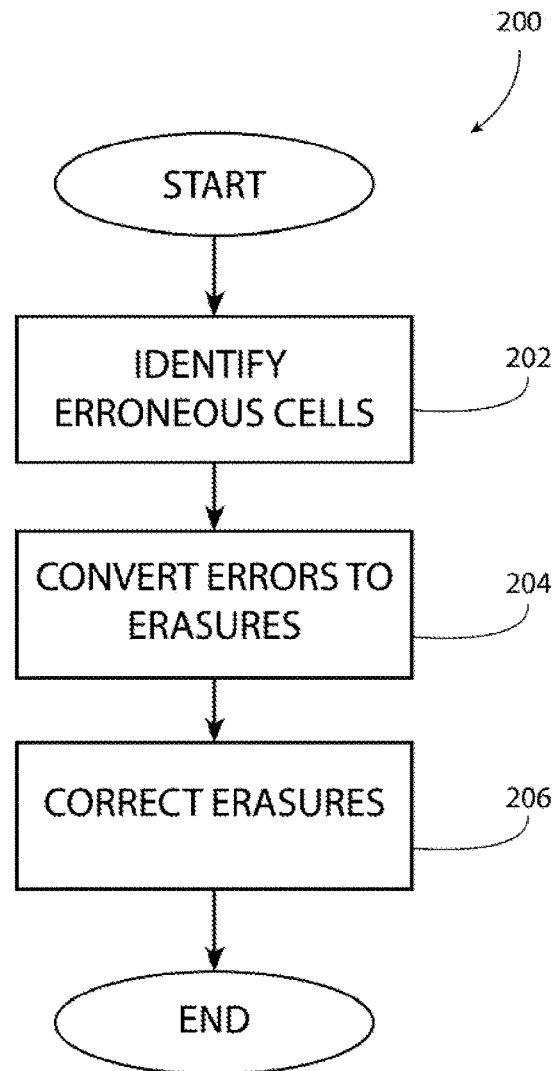 200
START
IDENTIFY
ERRONEOUS CELLS
202
CONVERT ERRORS TO
ERASURES
204
CORRECT ERASURES
206
END